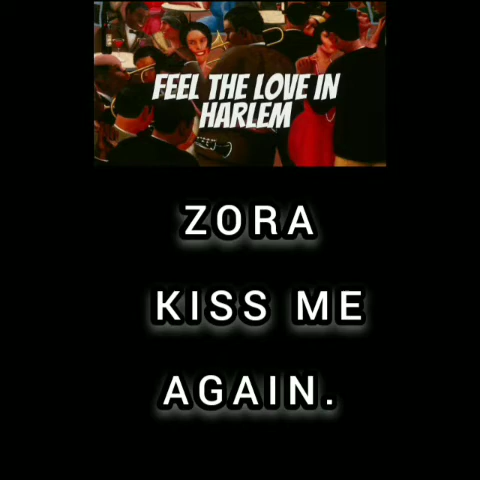 FEEL THE LOVE IN
HARLEM
ZORA
KISS ME
AGAIN.